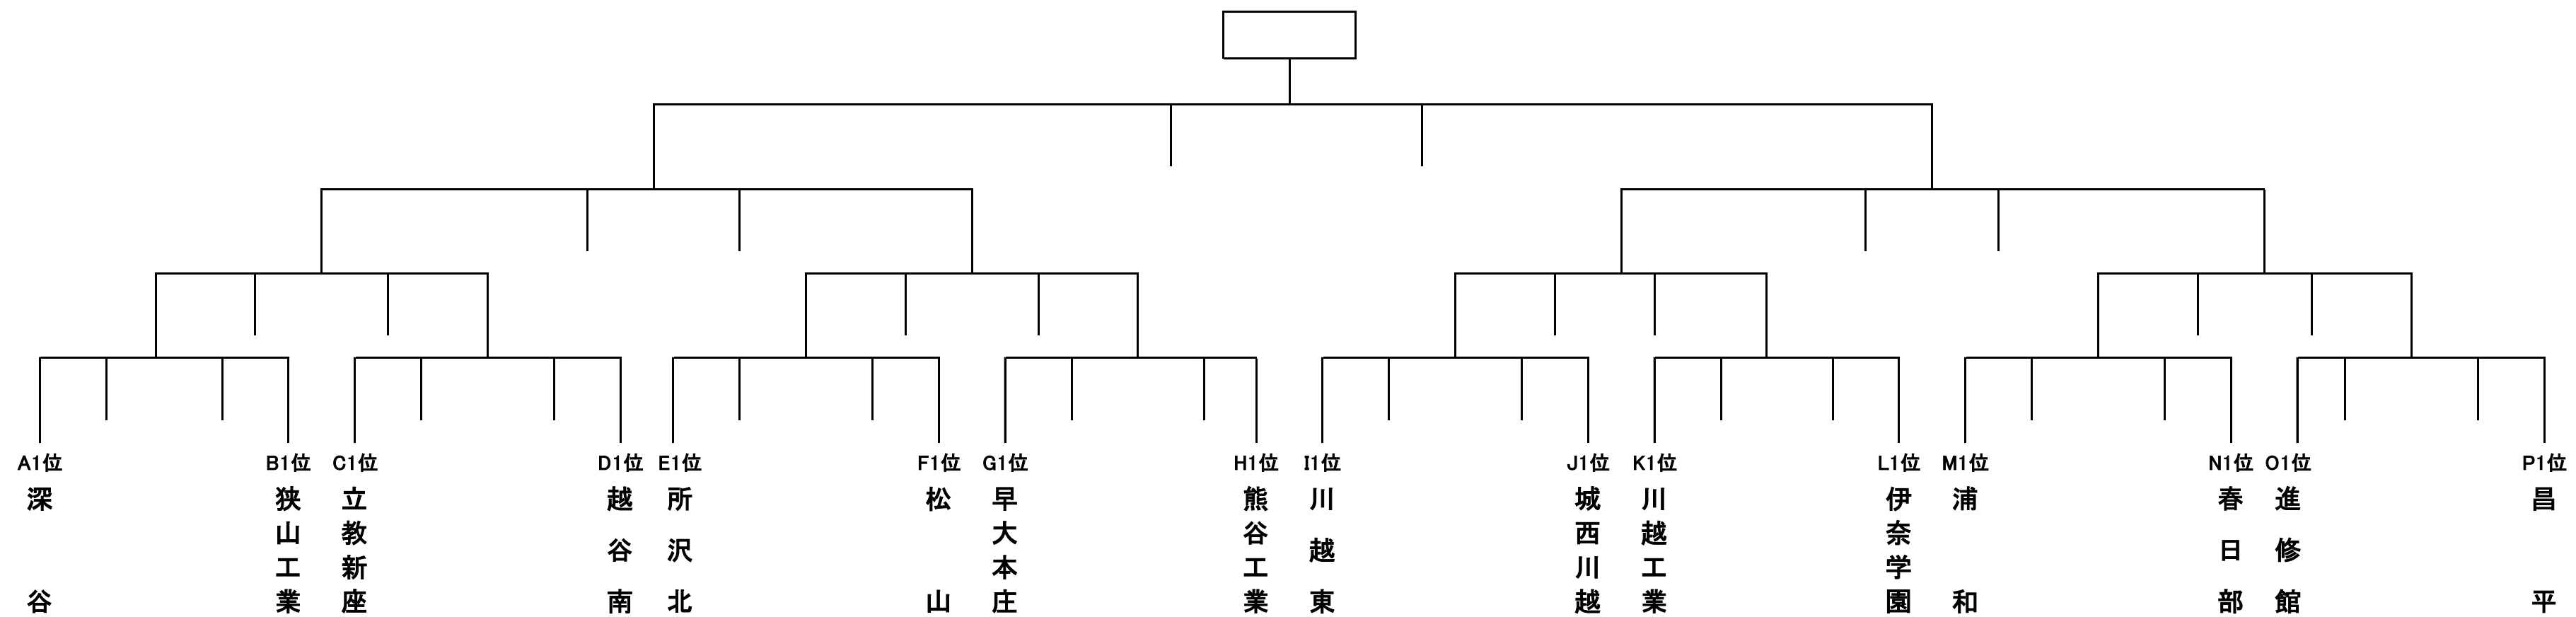 A1位 B1位 C1位 D1位 E1位 F1位 G1位 H1位 I1位 J1位 K1位 L1位 M1位 N1位 O1位 P1位
深谷
狭山工業
立教新座
越谷南
所沢北
松山
早大本庄
熊谷工業
川越東
城西川越
川越工業
伊奈学園
浦和
春日部
進修館
昌平